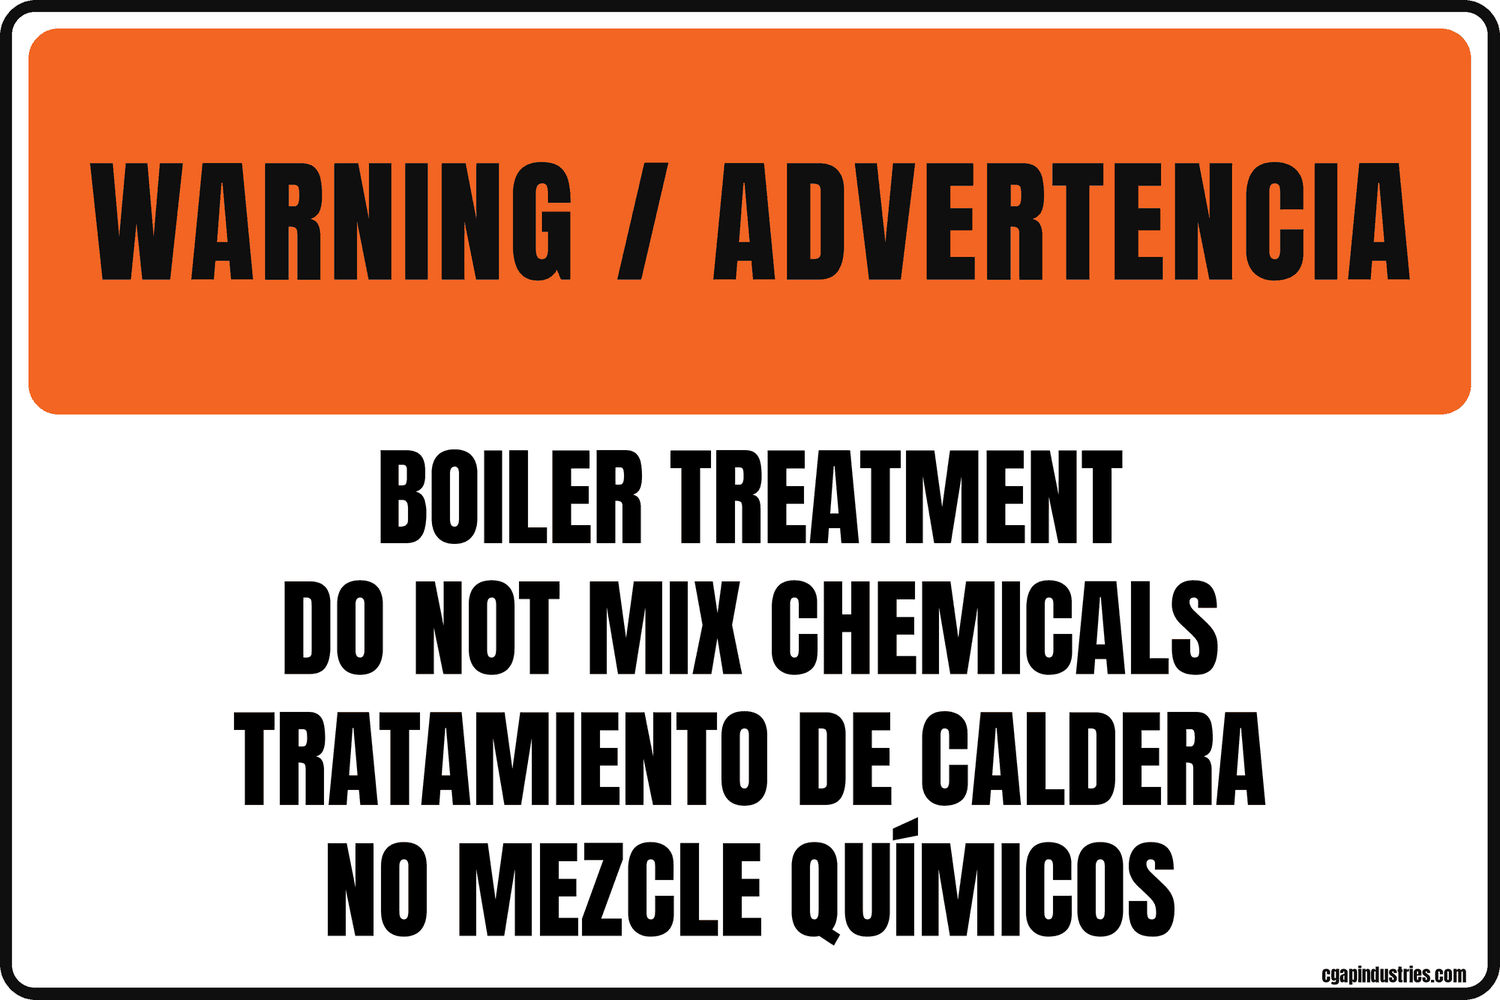 WARNING / ADVERTENCIA
BOILER TREATMENT
DO NOT MIX CHEMICALS
TRATAMIENTO DE CALDERA
NO MEZCLE QUÍMICOS
cgapindustries.com